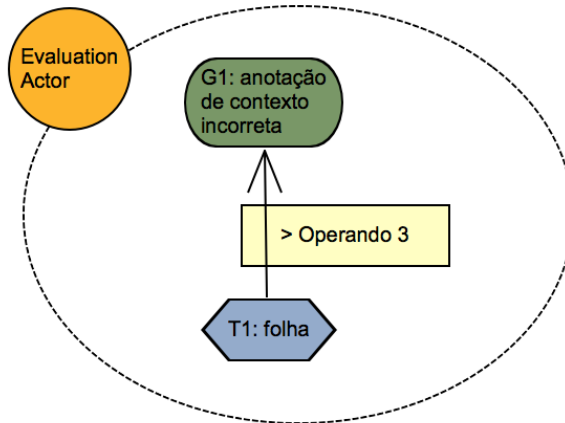 Evaluation
Actor
G1: anotação
de contexto
incorreta
> Operando 3
T1: folha